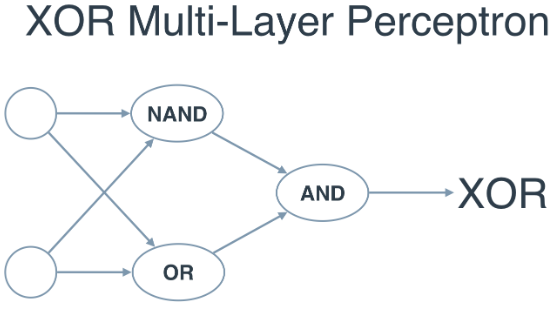 XOR Multi-Layer Perceptron
NAND
AND
XOR
OR